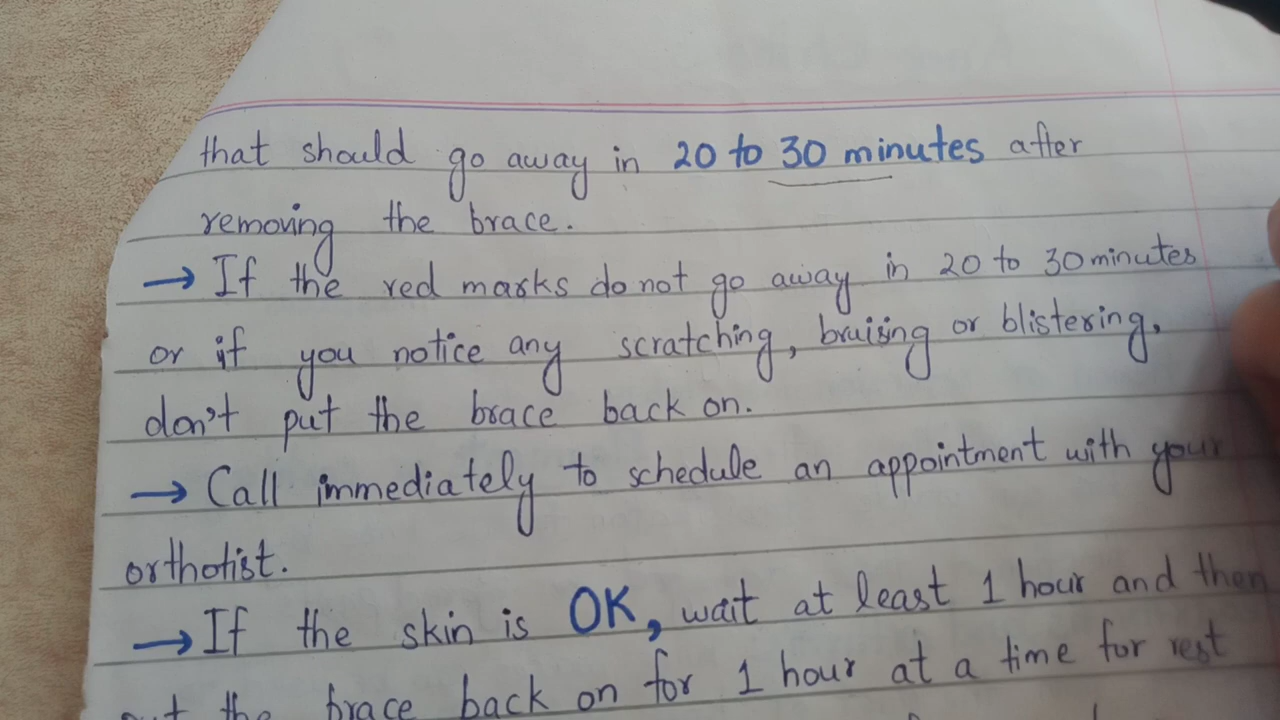 that should go away in 20 to 30 minutes after
removing the brace.
→ If the red marks do not go away in 20 to 30 minutes
or if you notice any scratching, bruising or blistering,
don't put the brace back on.
→ Call immediately to schedule an appointment with your
orthotist.
→ If the skin is OK, wait at least 1 hour and then
put the brace back on for 1 hour at a time for rest